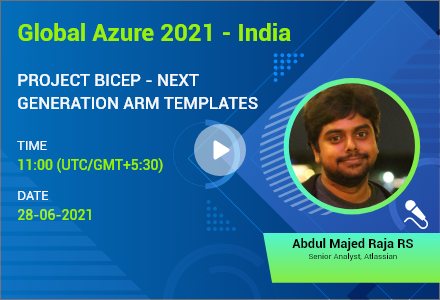 Global Azure 2021 - India
PROJECT BICEP - NEXT
GENERATION ARM TEMPLATES
TIME
11:00 (UTC/GMT+5:30)
DATE
28-06-2021
Abdul Majed Raja RS
Senior Analyst, Atlassian